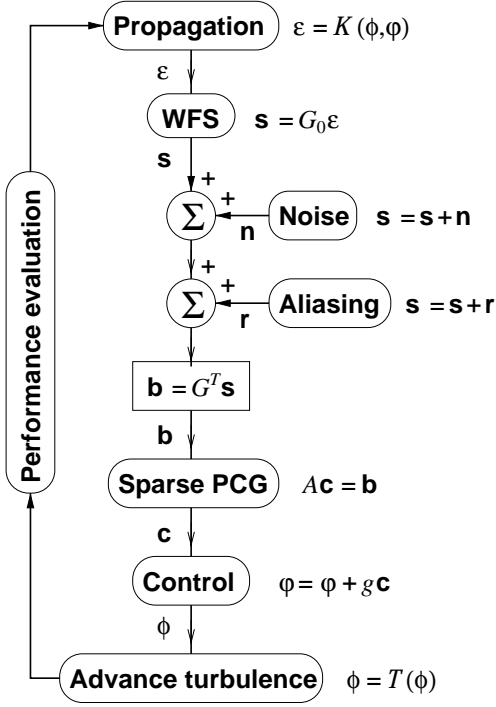 Propagation ε = K(ϕ,φ)
ε
WFS s = G₀ε
s
+
+
Σ Noise s = s + n
n
+
+
Σ Aliasing s = s + r
r
b = Gᵀs
b
Sparse PCG Ac = b
c
Control φ = φ + gc
ϕ
Advance turbulence ϕ = T(ϕ)
Performance evaluation